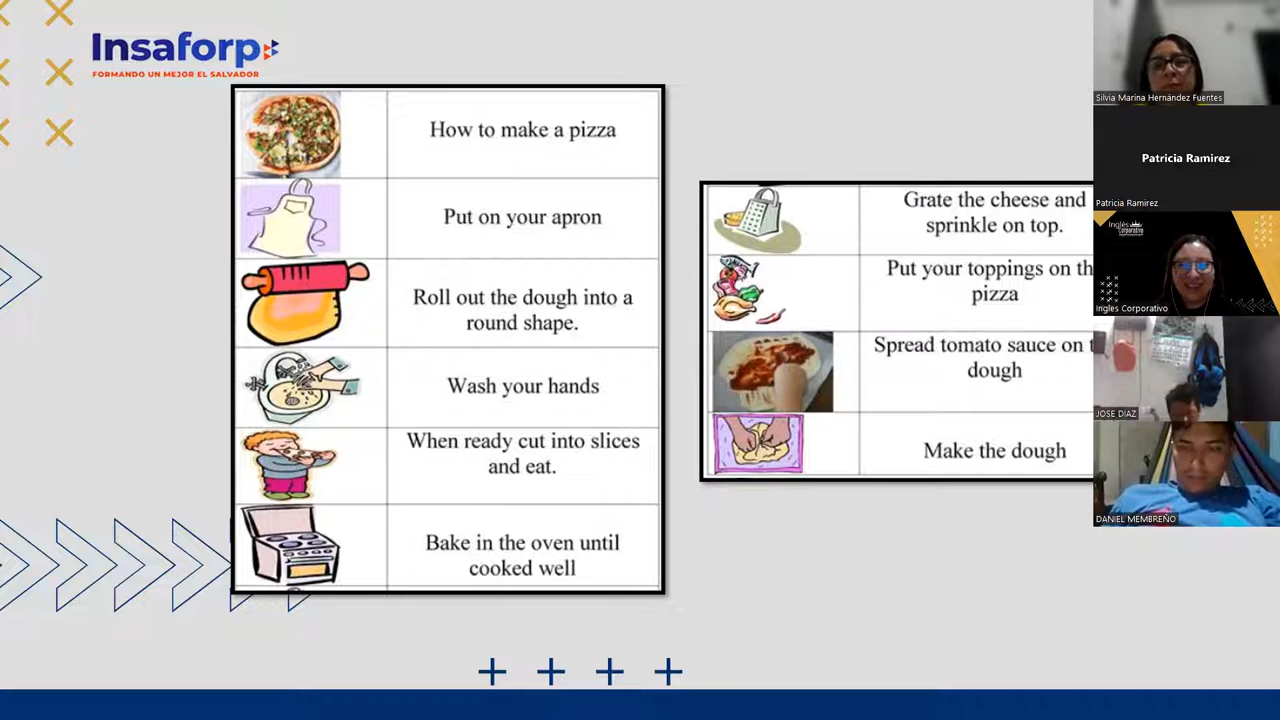 Insaforp
FORMANDO UN MEJOR EL SALVADOR
How to make a pizza
Put on your apron
Roll out the dough into a
round shape.
Wash your hands
When ready cut into slices
and eat.
Bake in the oven until
cooked well
Grate the cheese and
sprinkle on top.
Put your toppings on th
pizza
Spread tomato sauce on t
dough
Make the dough
Silvia Marina Hernández Fuentes
Patricia Ramirez
Patricia Ramirez
Inglés
Corporativo
Ingles Corporativo
JOSE DIAZ
DANIEL MEMBREÑO